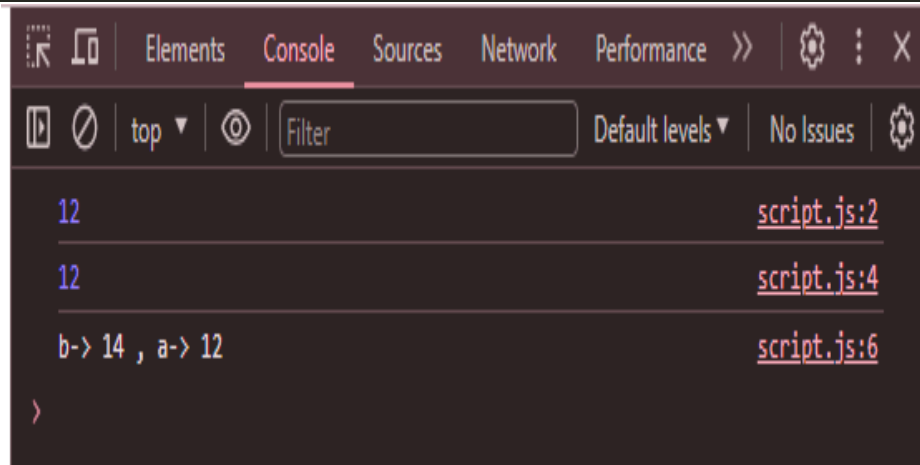 Elements Console Sources Network Performance
top Filter Default levels No Issues
12 script.js:2
12 script.js:4
b-> 14 , a-> 12 script.js:6